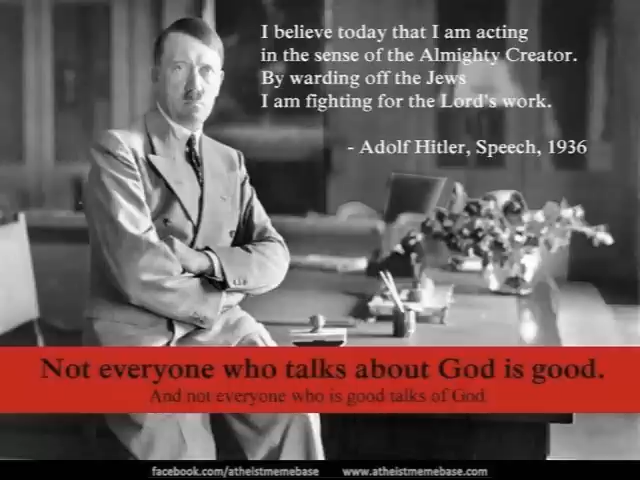 I believe today that I am acting
in the sense of the Almighty Creator.
By warding off the Jews
I am fighting for the Lord's work.
- Adolf Hitler, Speech, 1936
Not everyone who talks about God is good.
And not everyone who is good talks of God.
facebook.com/atheistmemebase www.atheistmemebase.com